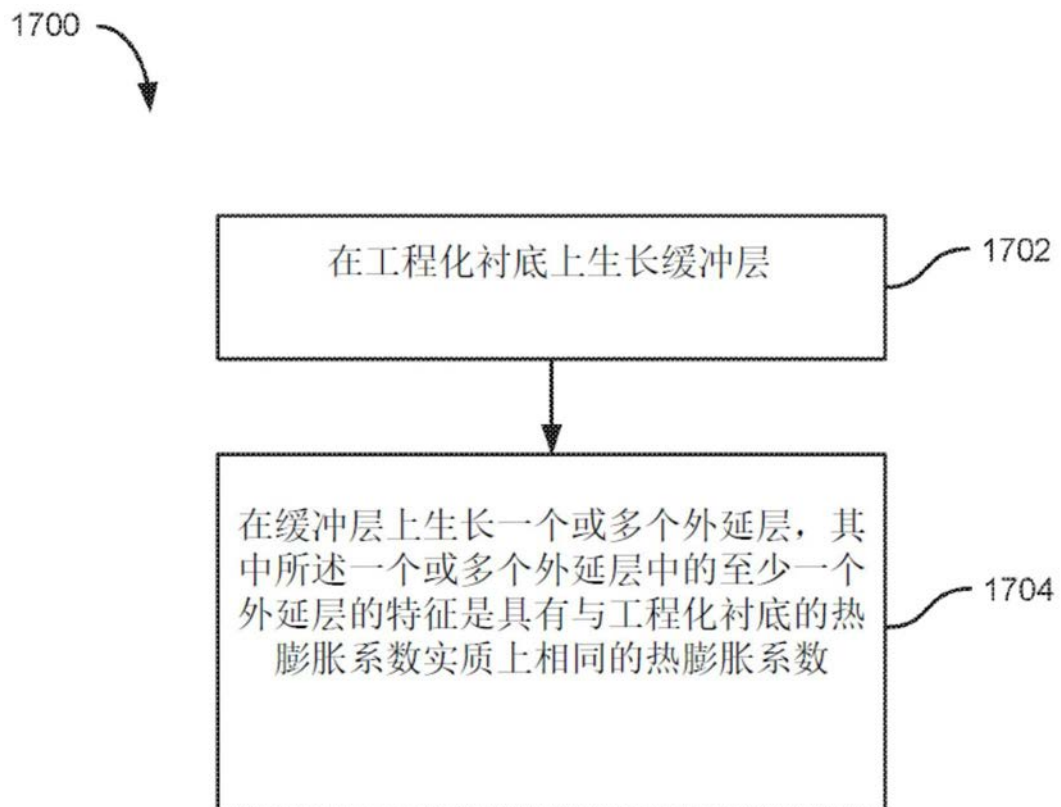 1700
在工程化衬底上生长缓冲层
1702
在缓冲层上生长一个或多个外延层，其
中所述一个或多个外延层中的至少一个
外延层的特征是具有与工程化衬底的热
膨胀系数实质上相同的热膨胀系数
1704